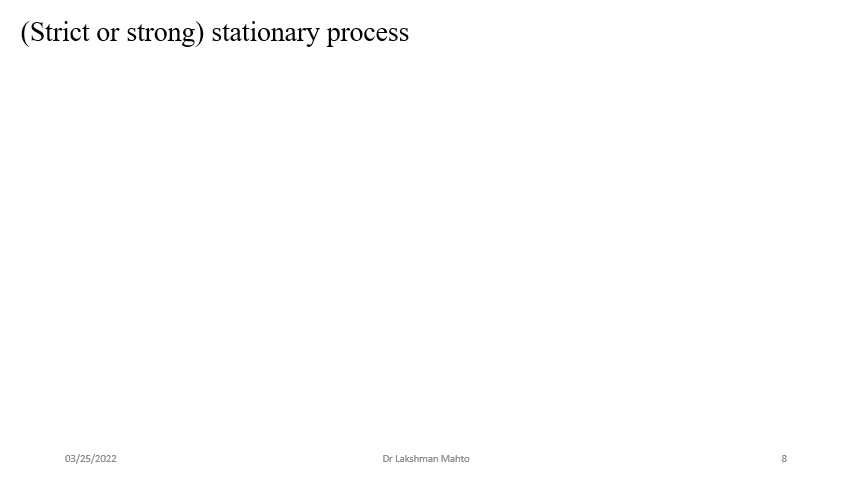 (Strict or strong) stationary process
03/25/2022
Dr Lakshman Mahto
8